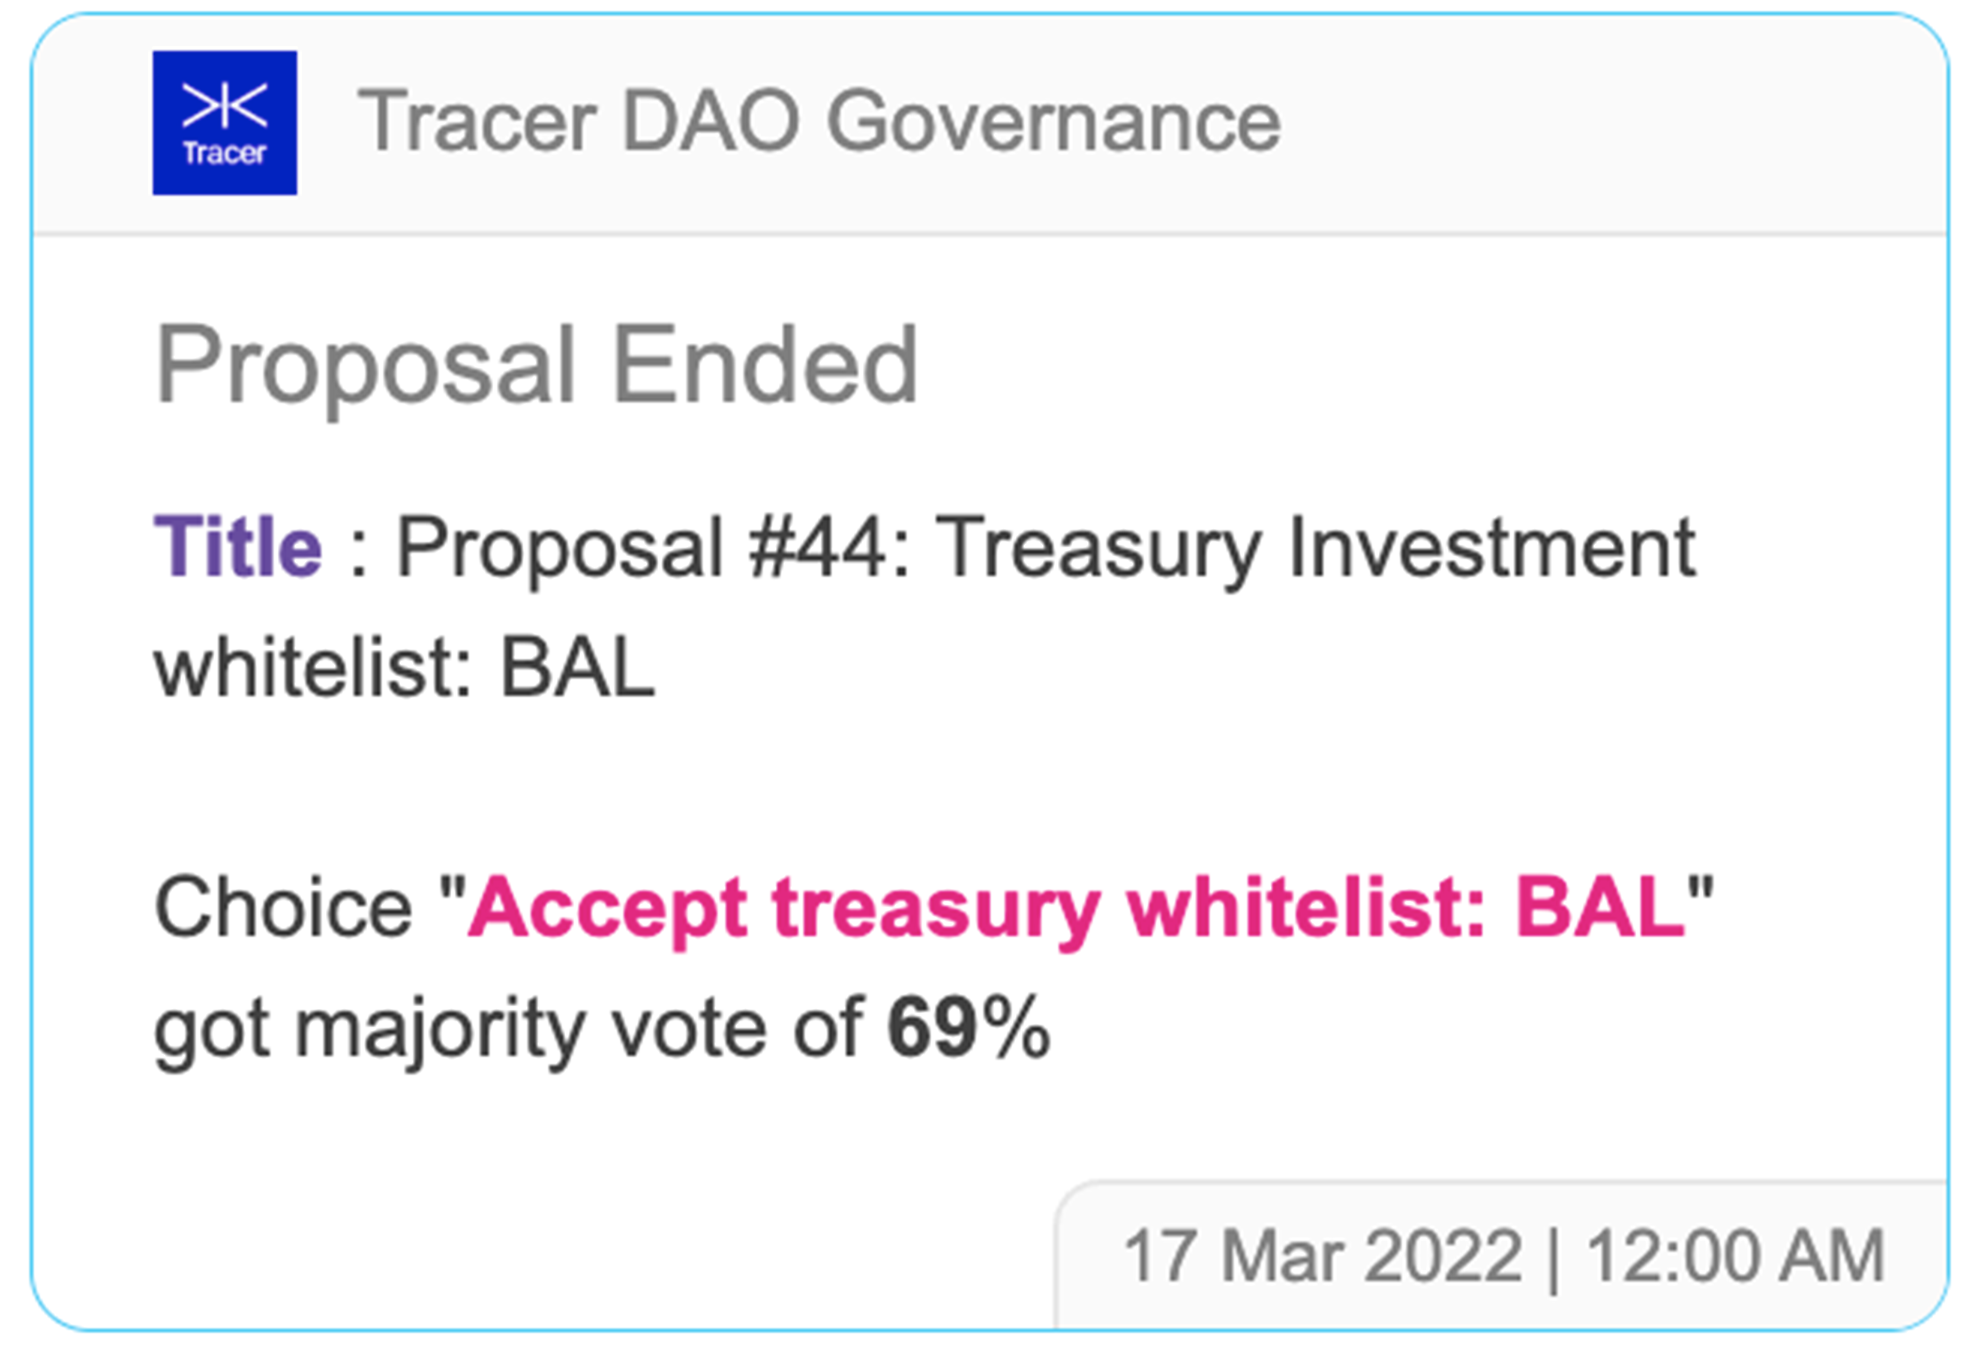 Tracer
Tracer DAO Governance
Proposal Ended
Title : Proposal #44: Treasury Investment
whitelist: BAL
Choice "Accept treasury whitelist: BAL"
got majority vote of 69%
17 Mar 2022 | 12:00 AM